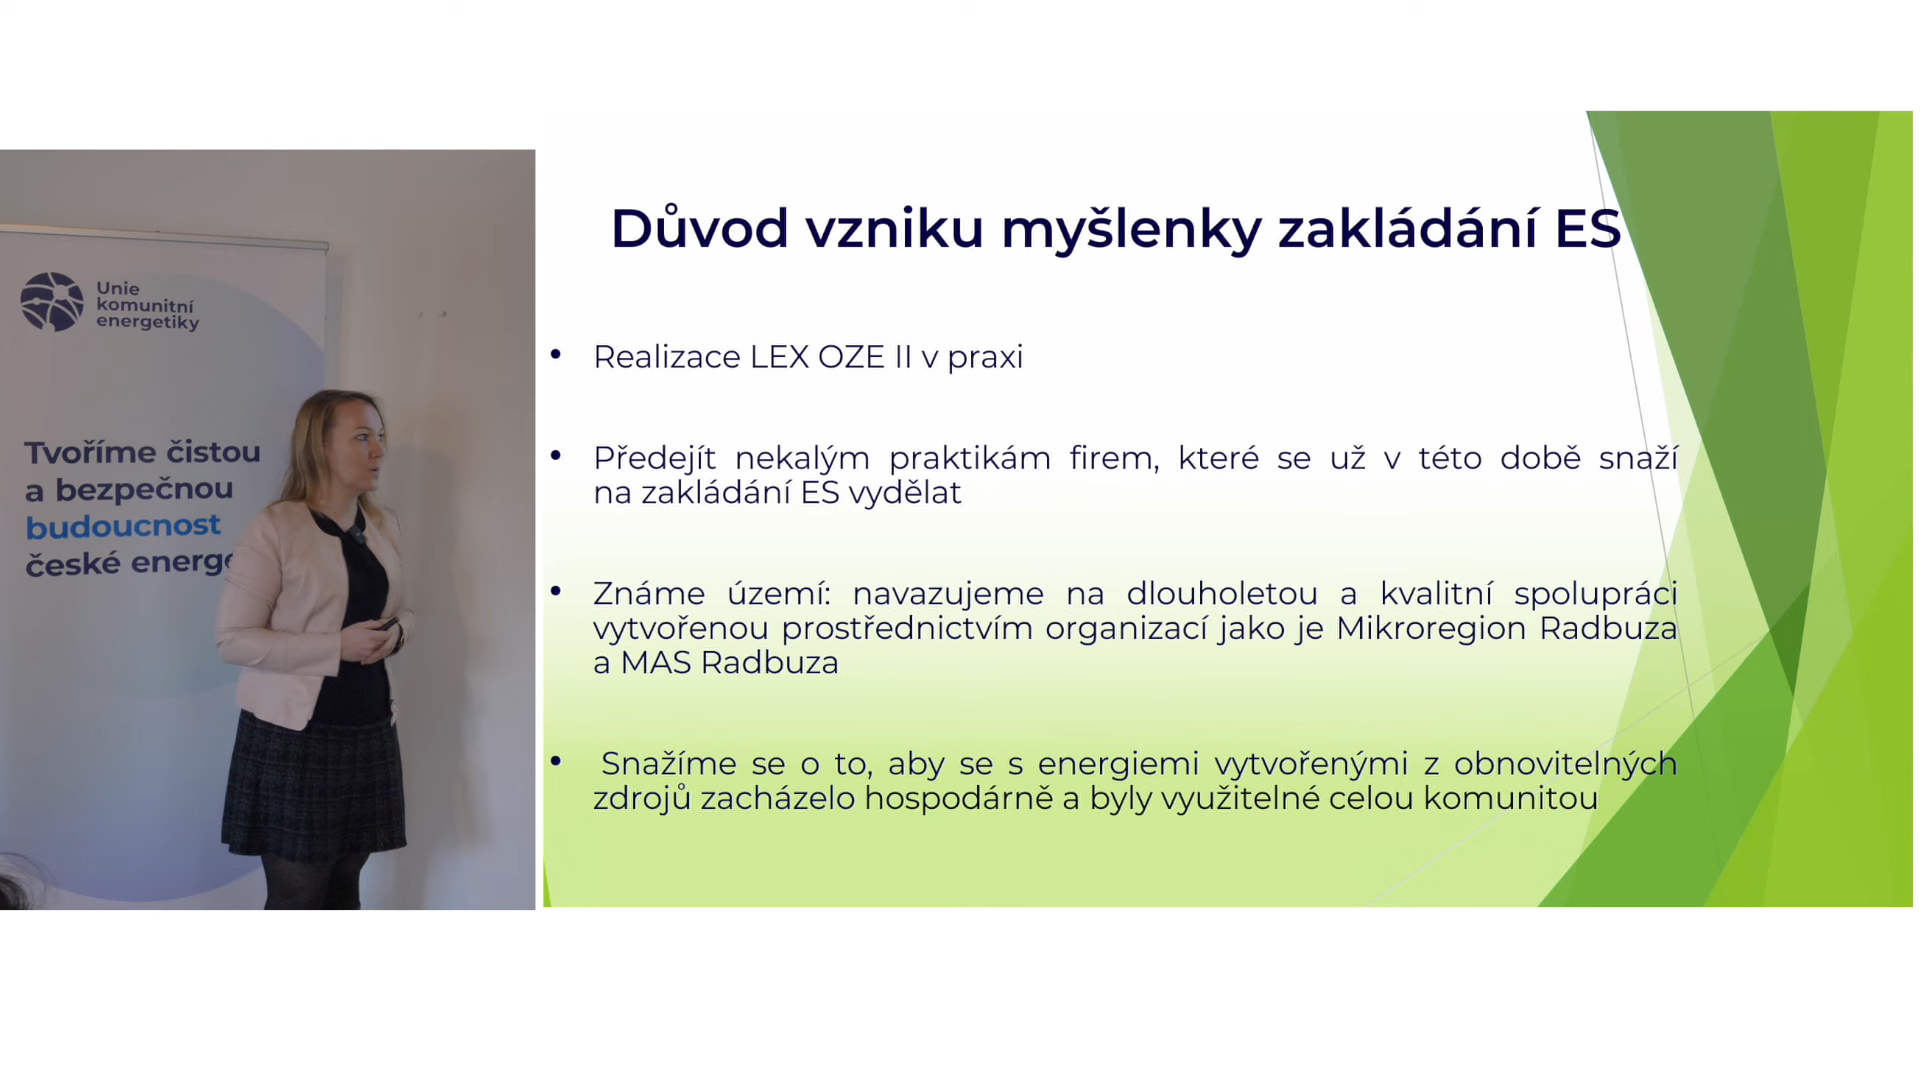 Unie
komunitní
energetiky
Tvoříme čistou
a bezpečnou
budoucnost
české
Důvod vzniku myšlenky zakládání ES
• Realizace LEX OZE II v praxi
• Předejít nekalým praktikám firem, které se už v této době snaží
na zakládání ES vydělat
• Známe území: navazujeme na dlouholetou a kvalitní spolupráci
vytvořenou prostřednictvím organizací jako je Mikroregion Radbuza
a MAS Radbuza
• Snažíme se o to, aby se s energiemi vytvořenými z obnovitelných
zdrojů zacházelo hospodárně a byly využitelné celou komunitou